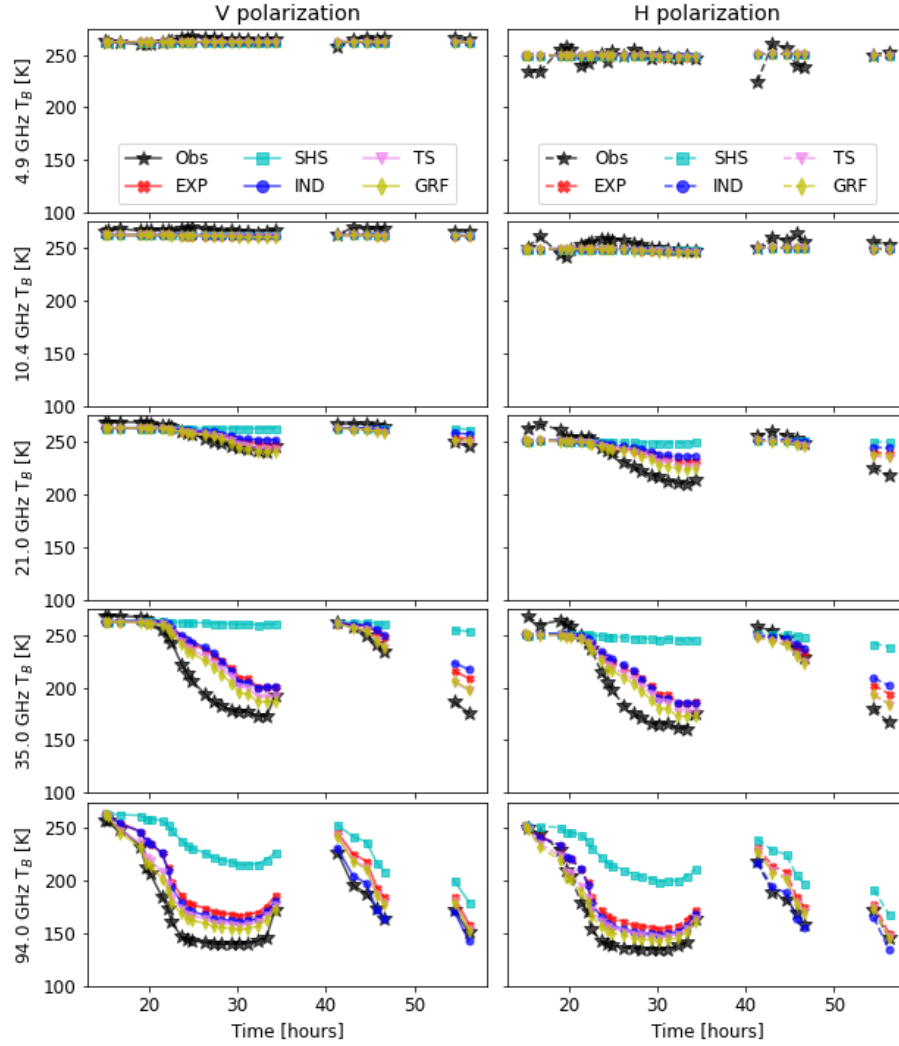 V polarization
H polarization
4.9 GHz T_B [K]
250
200
150
100
Obs SHS TS
EXP IND GRF
Obs SHS TS
EXP IND GRF
10.4 GHz T_B [K]
250
200
150
100
21.0 GHz T_B [K]
250
200
150
100
35.0 GHz T_B [K]
250
200
150
100
94.0 GHz T_B [K]
250
200
150
100
20 30 40 50
20 30 40 50
Time [hours]
Time [hours]